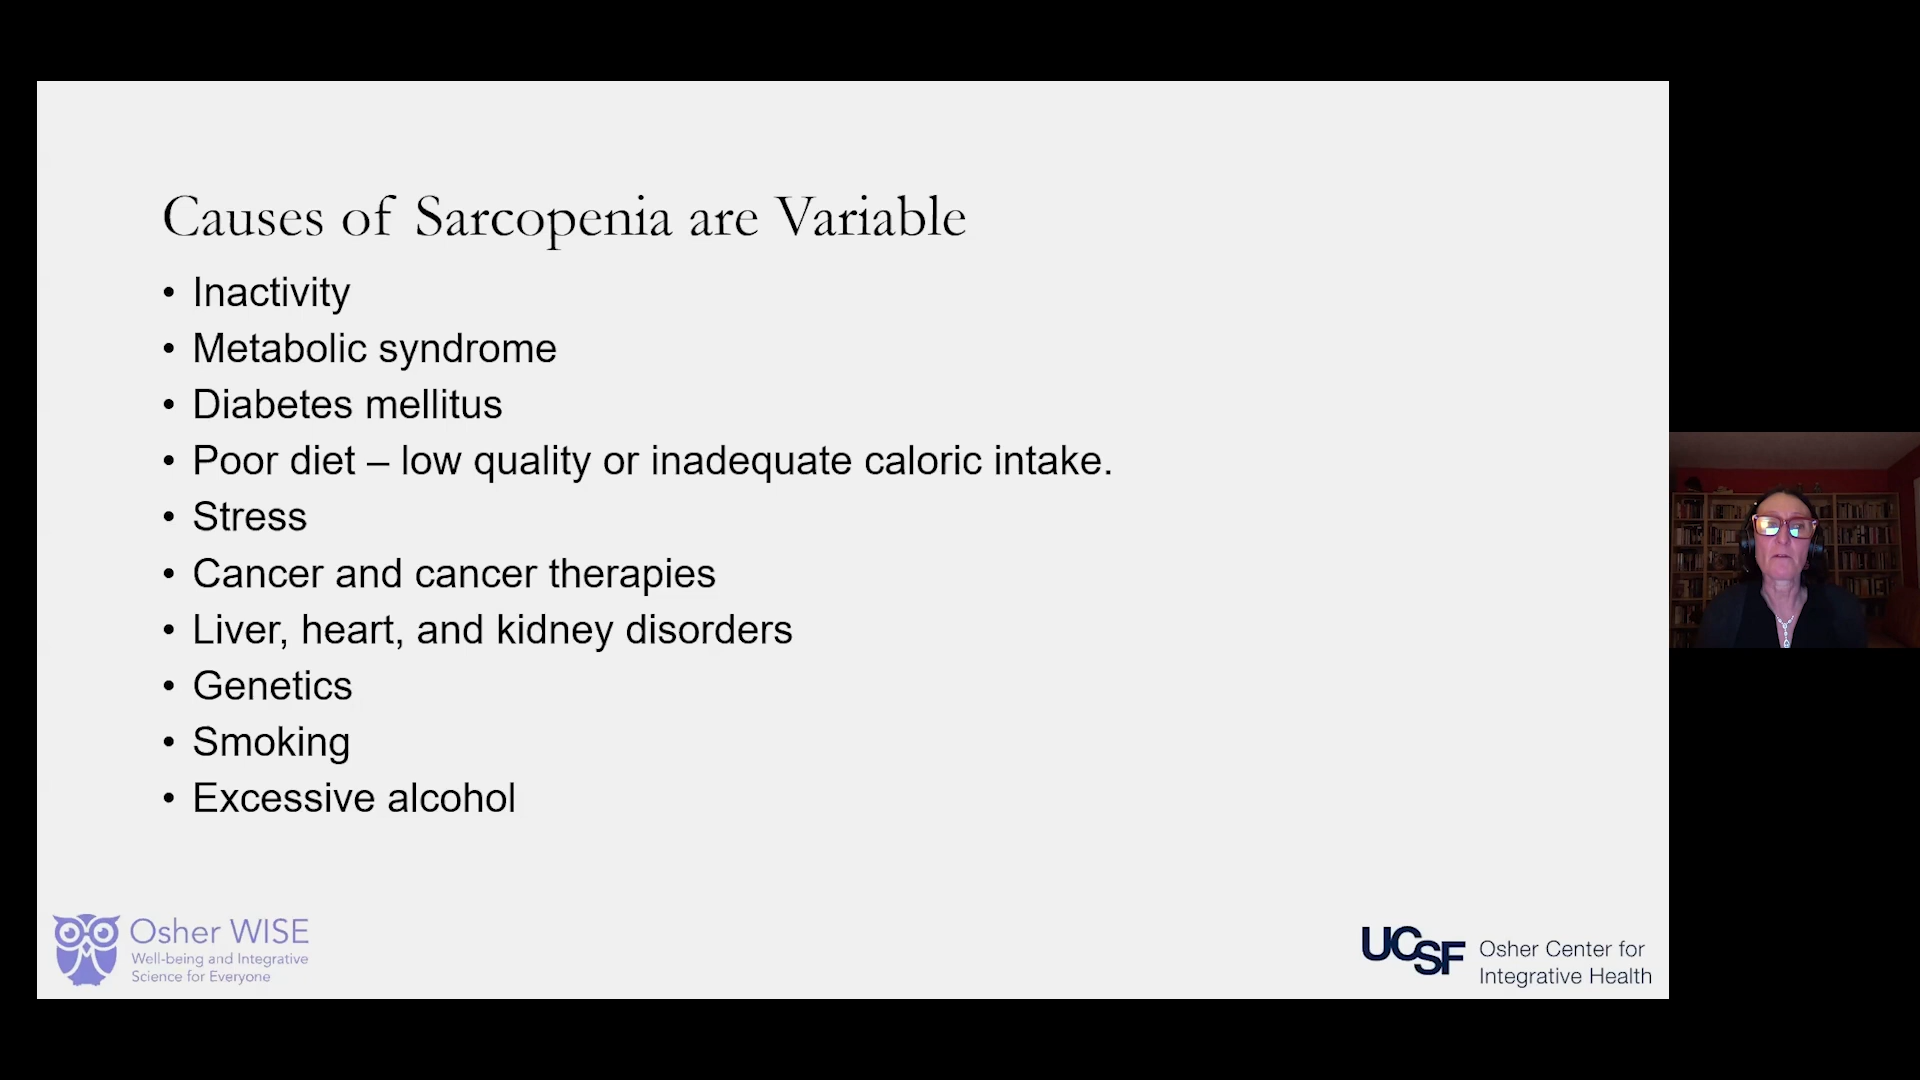 Causes of Sarcopenia are Variable
• Inactivity
• Metabolic syndrome
• Diabetes mellitus
• Poor diet – low quality or inadequate caloric intake.
• Stress
• Cancer and cancer therapies
• Liver, heart, and kidney disorders
• Genetics
• Smoking
• Excessive alcohol
Osher WISE
Well-being and Integrative
Science for Everyone
UCSF
Osher Center for
Integrative Health